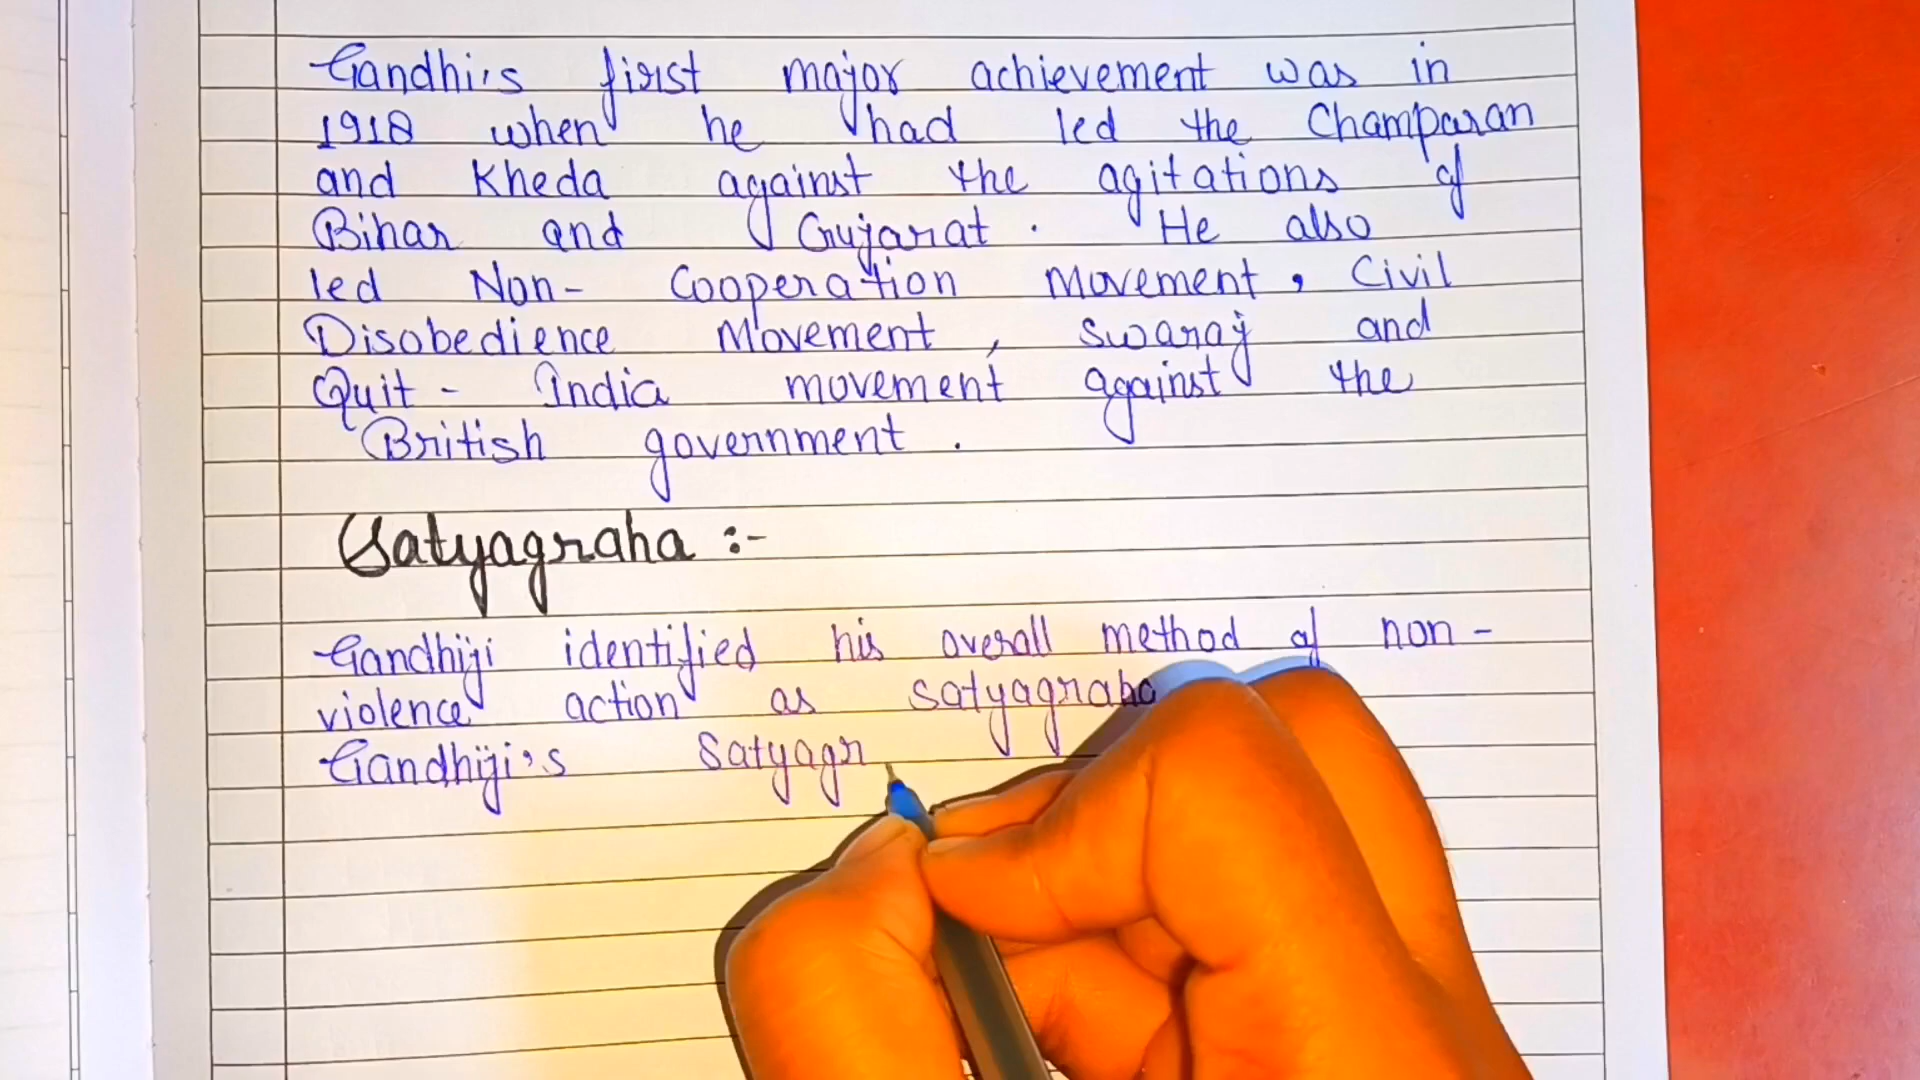 Gandhi's first major achievement was in
1918 when he had led the Champaran
and Kheda against the agitations of
Bihar and Gujarat .  He also
led Non- Cooperation Movement, Civil
Disobedience Movement , swaraj and
Quit - India movement against the
British government .
Satyagraha :-
Gandhiji identified his overall method of non -
violence action as satyagraha
Gandhiji's Satyagr